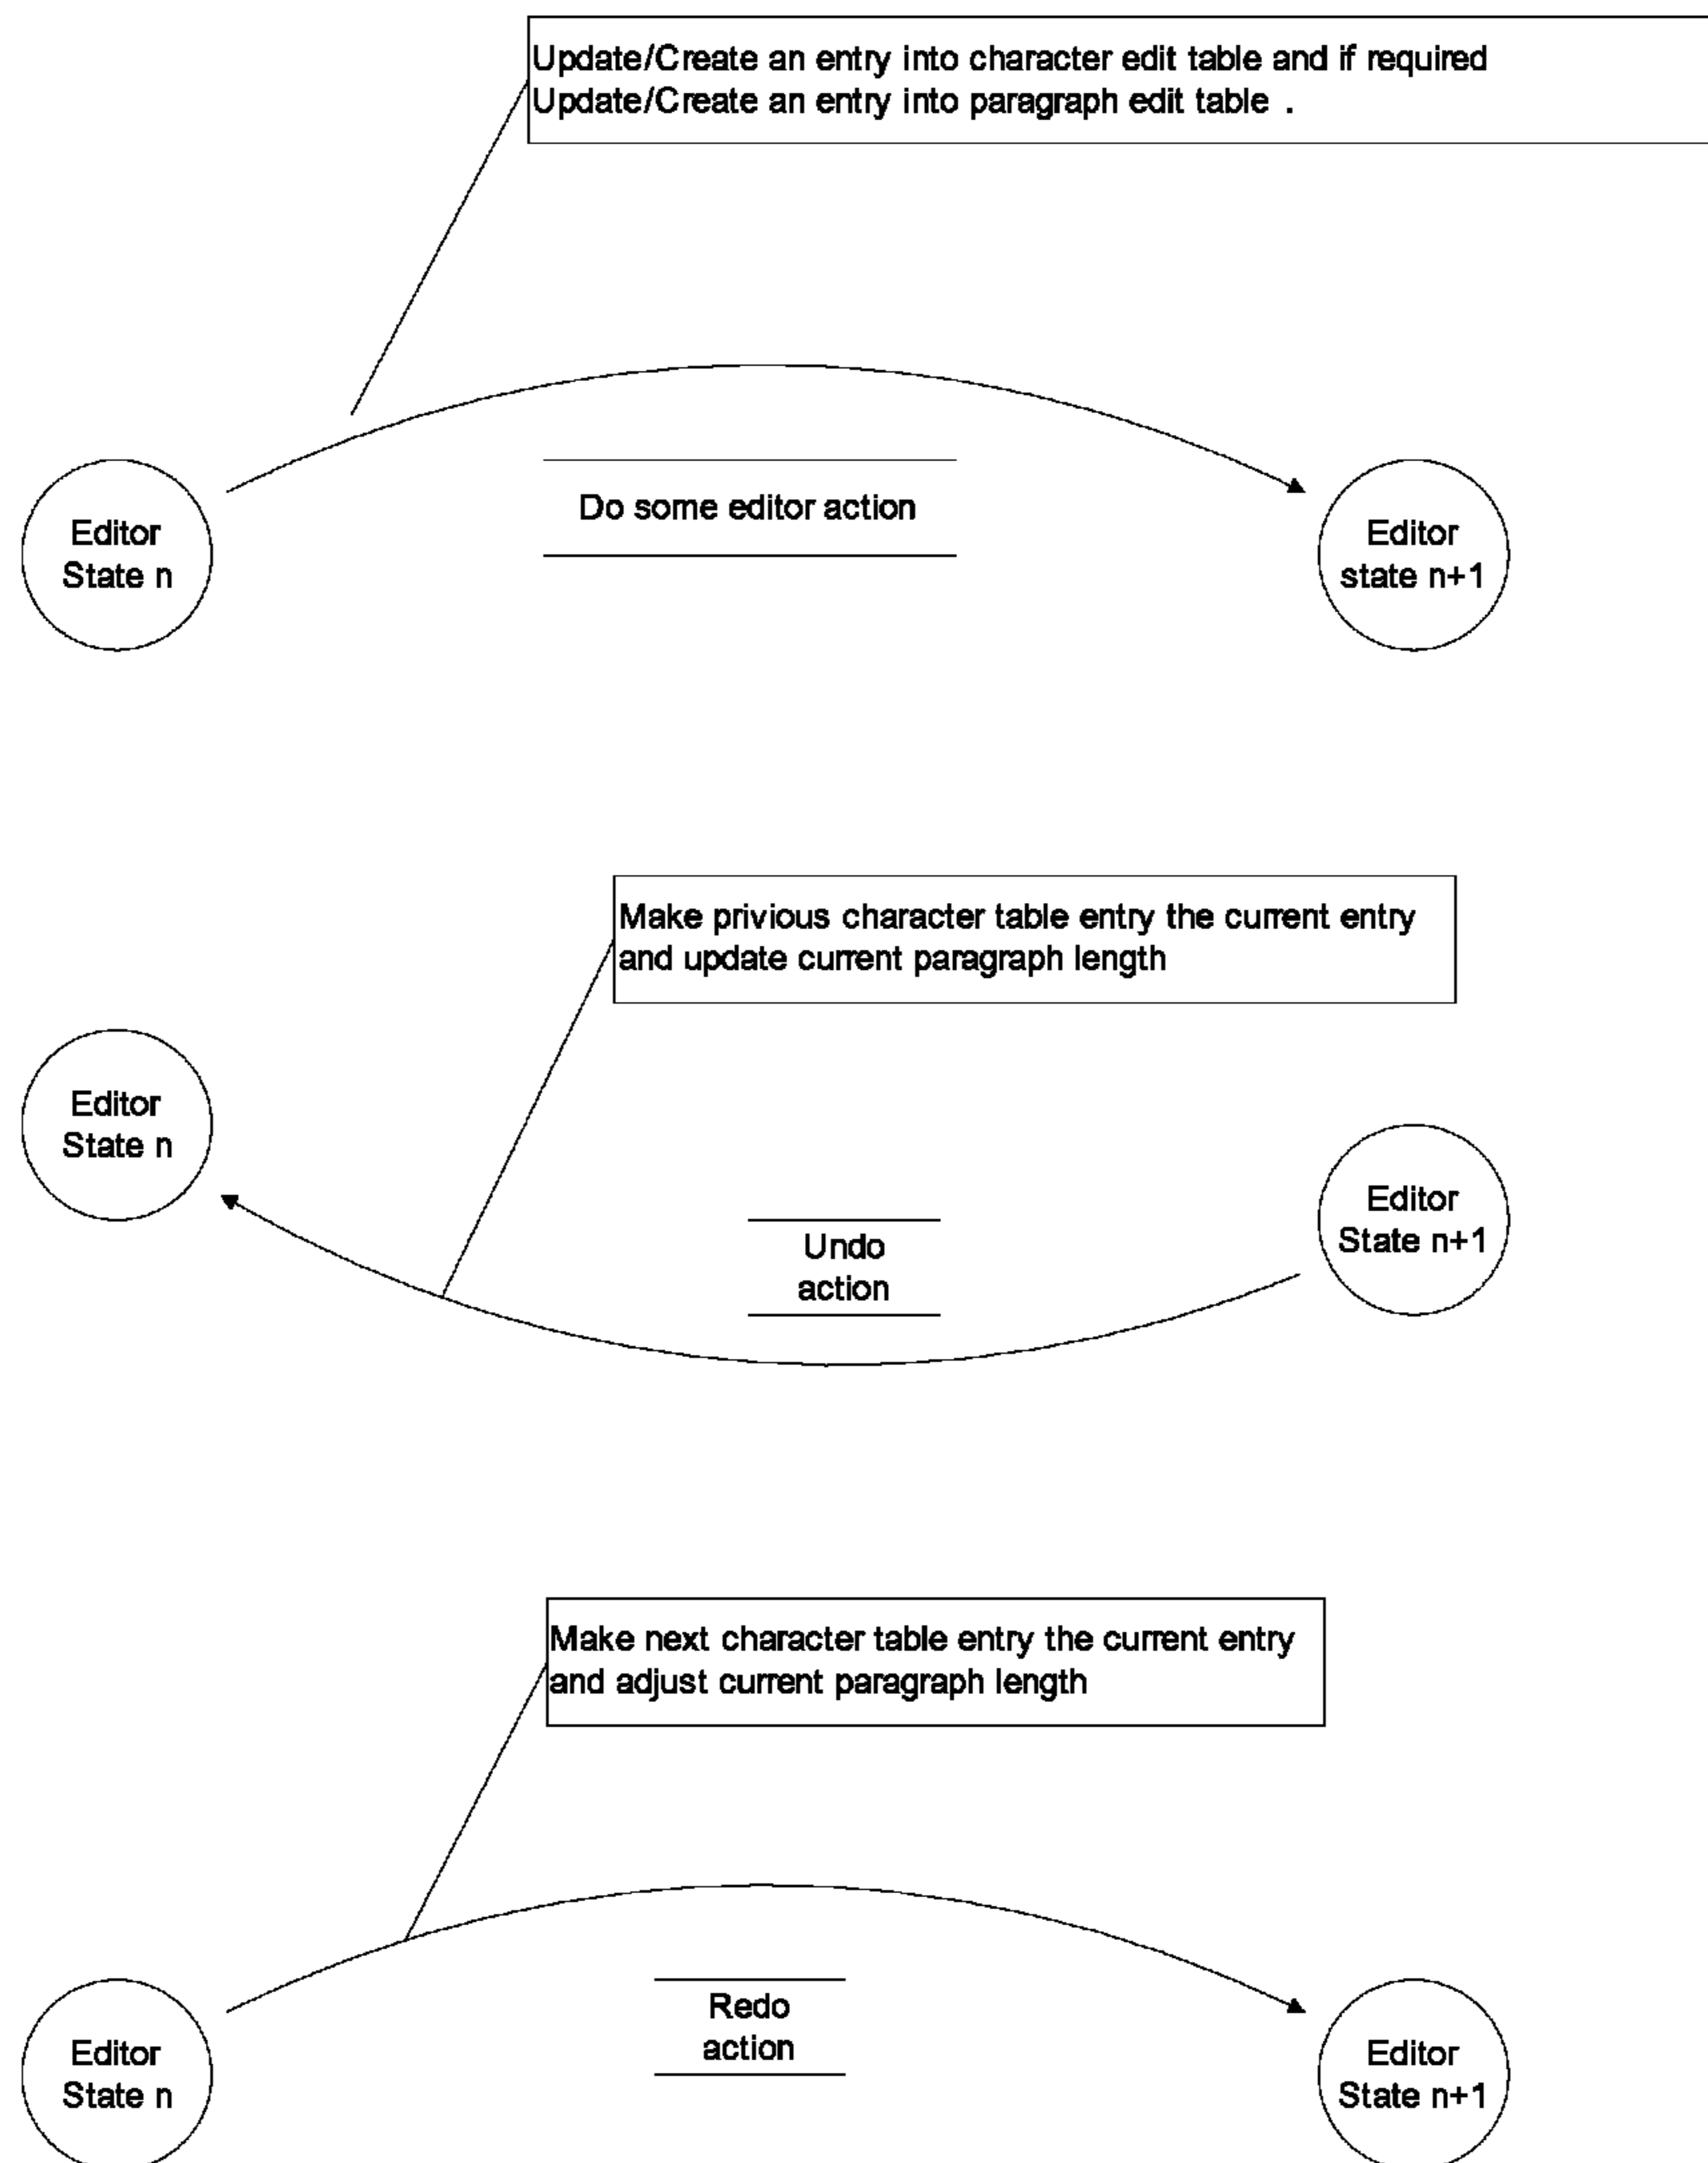 Update/Create an entry into character edit table and if required
Update/Create an entry into paragraph edit table .
Do some editor action
Editor
State n
Editor
state n+1
Make privious character table entry the current entry
and update current paragraph length
Editor
State n
Editor
State n+1
Undo
action
Make next character table entry the current entry
and adjust current paragraph length
Redo
action
Editor
State n
Editor
State n+1